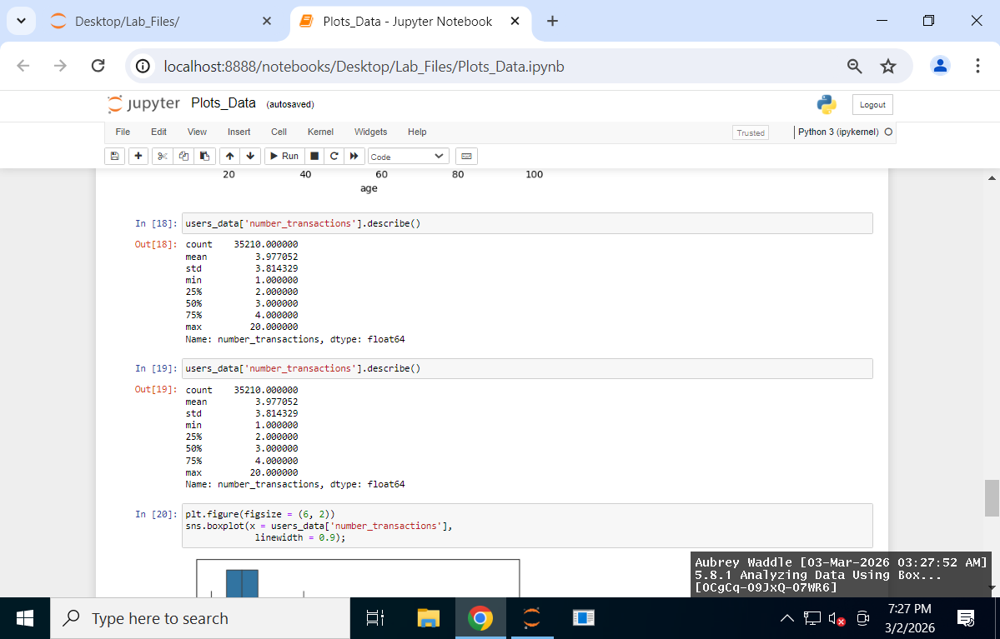 Desktop/Lab_Files/
Plots_Data - Jupyter Notebook
localhost:8888/notebooks/Desktop/Lab_Files/Plots_Data.ipynb
jupyter Plots_Data (autosaved)
Logout
File Edit View Insert Cell Kernel Widgets Help
Trusted
Python 3 (ipykernel)
Run
Code
20 40 60 80 100
age
In [18]: users_data['number_transactions'].describe()
Out[18]: count 35210.000000
mean 3.977052
std 3.814329
min 1.000000
25% 2.000000
50% 3.000000
75% 4.000000
max 20.000000
Name: number_transactions, dtype: float64
In [19]: users_data['number_transactions'].describe()
Out[19]: count 35210.000000
mean 3.977052
std 3.814329
min 1.000000
25% 2.000000
50% 3.000000
75% 4.000000
max 20.000000
Name: number_transactions, dtype: float64
In [20]: plt.figure(figsize = (6, 2))
sns.boxplot(x = users_data['number_transactions'],
linewidth = 0.9);
Aubrey Waddle [03-Mar-2026 03:27:52 AM]
5.8.1 Analyzing Data Using Box...
[OCgCq-O9JxQ-O7WR6]
Type here to search
7:27 PM
3/2/2026